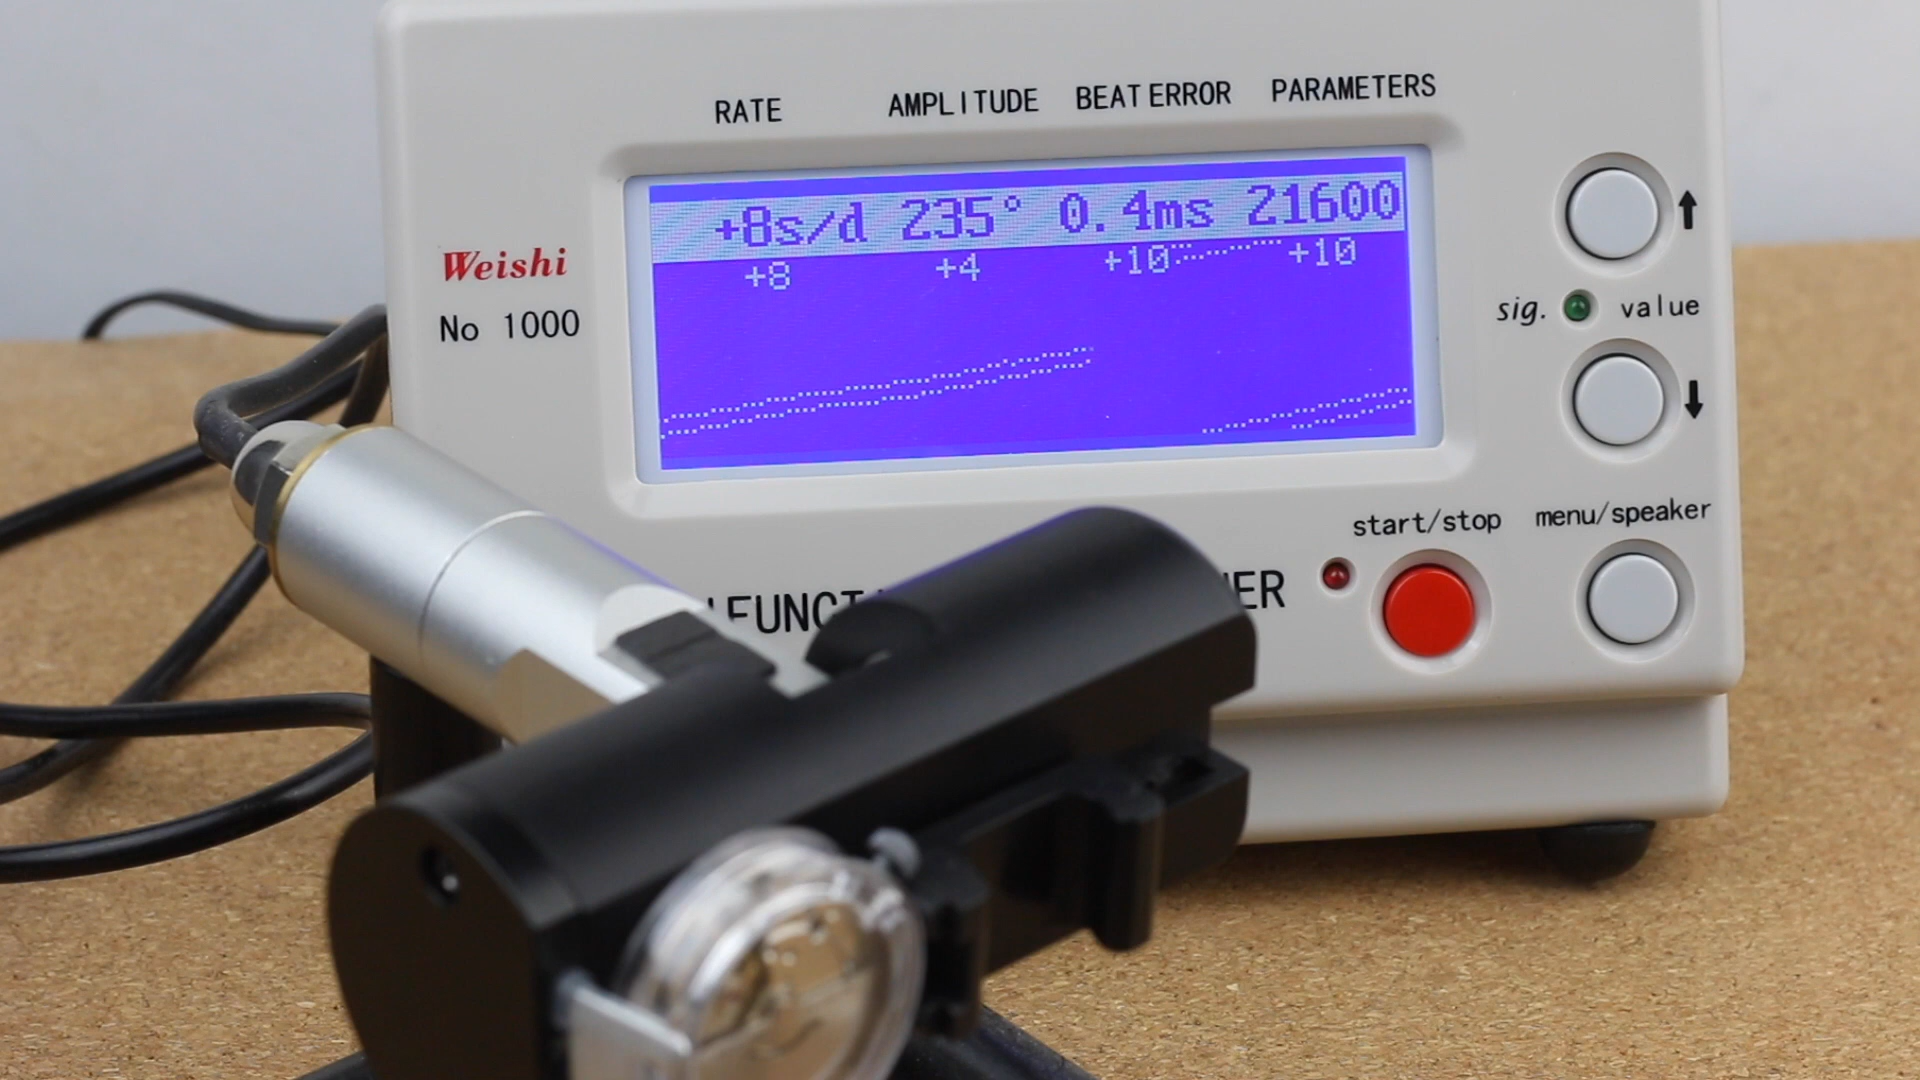 RATE AMPLITUDE BEAT ERROR PARAMETERS
+8s/d 235° 0.4ms 21600
+8 +4 +10 +10
Weishi
No 1000
sig. value
start/stop menu/speaker